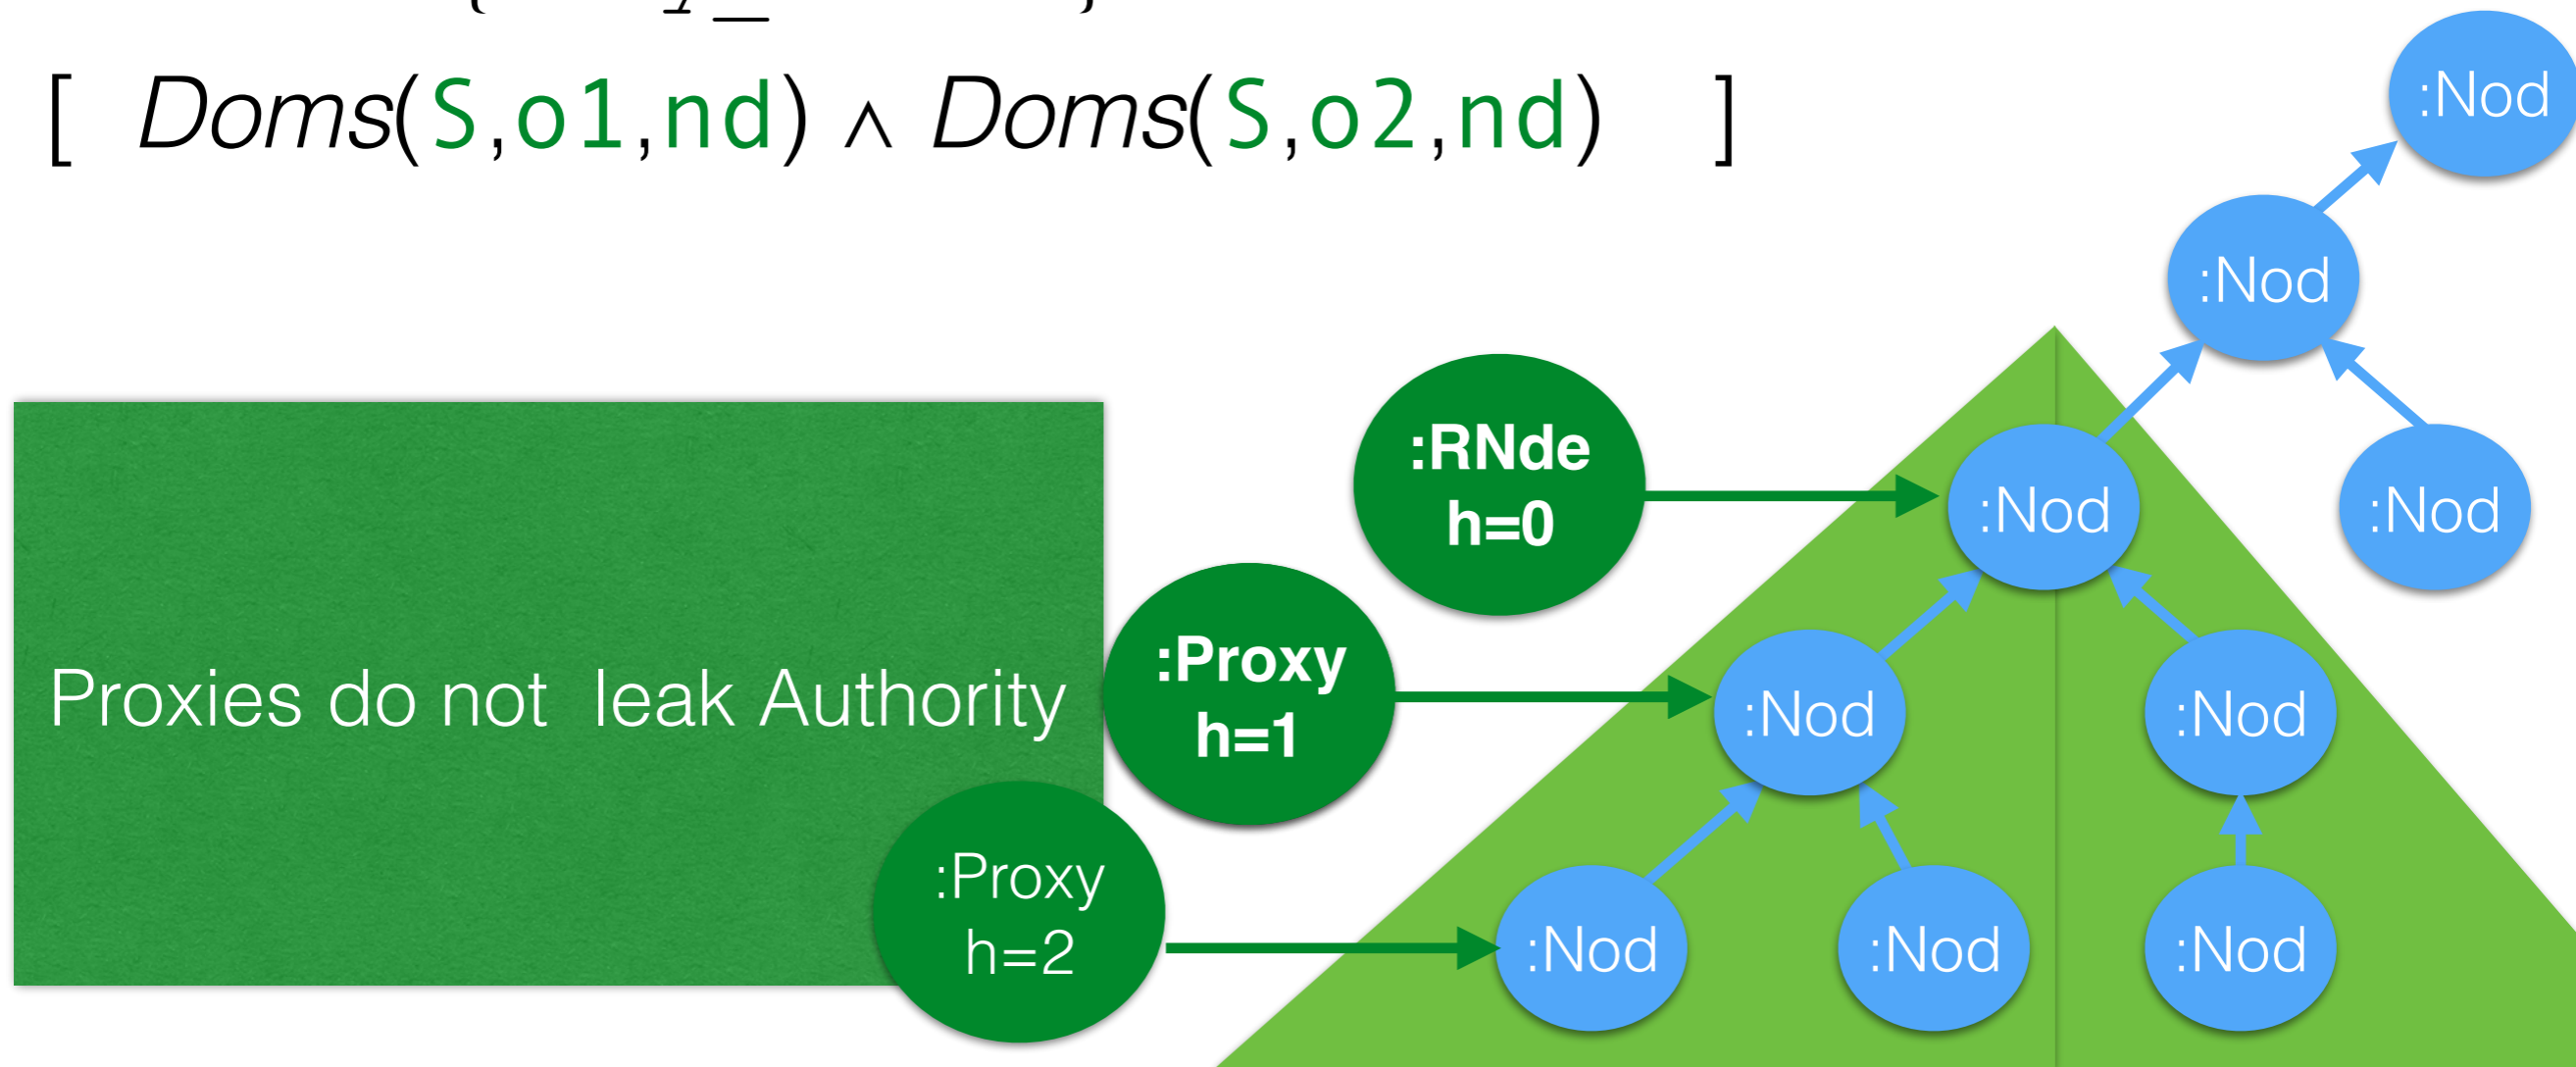 [ Doms(S,o1,nd) ∧ Doms(S,o2,nd) ]
:Nod
:Nod
:RNde
h=0
:Nod
:Nod
:Proxy
h=1
Proxies do not leak Authority
:Nod
:Nod
:Proxy
h=2
:Nod
:Nod
:Nod